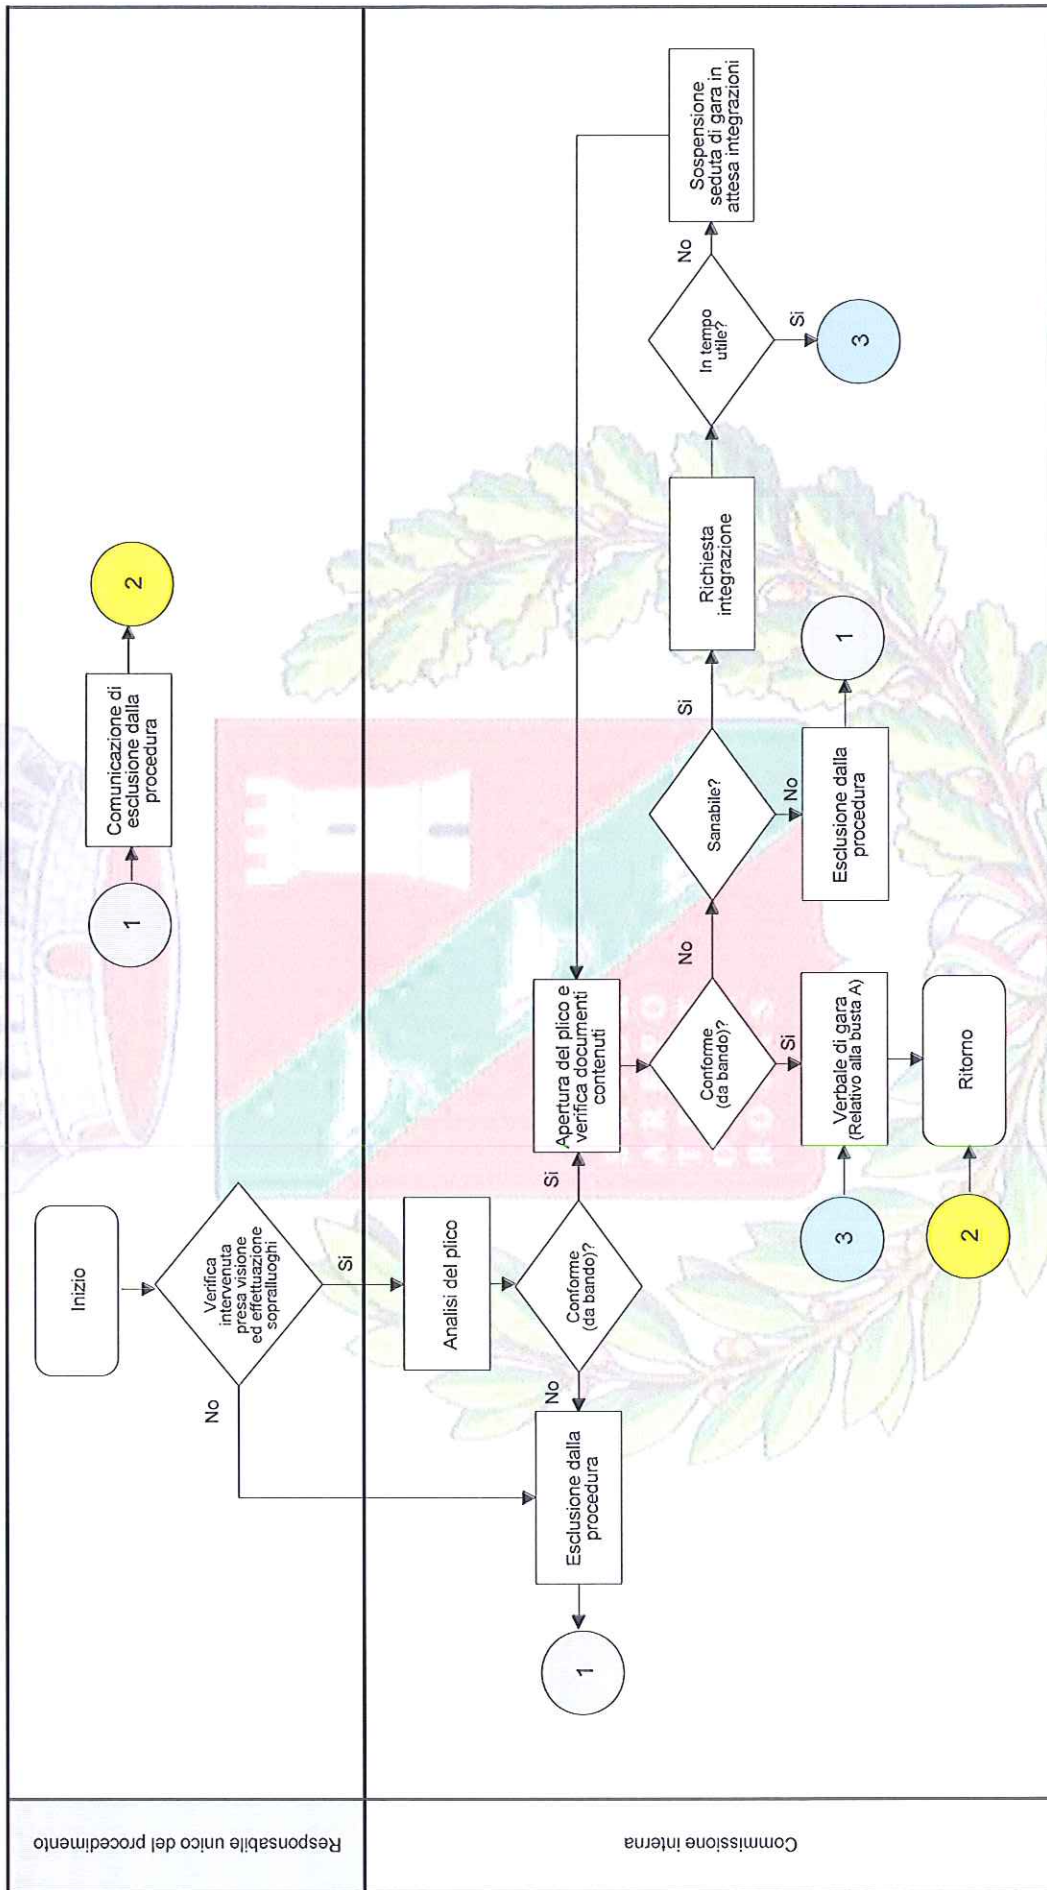 Responsabile unico del procedimento
Inizio
Verifica
intervenuta
presa visione
ed effettuazione
sopralluoghi
No
Si
1
Comunicazione di
esclusione dalla
procedura
2
Commissione interna
Analisi del plico
Conforme
(da bando)?
No
Si
Esclusione dalla
procedura
1
Apertura del plico e
verifica documenti
contenuti
Conforme
(da bando)?
No
Si
Sanabile?
Si
No
Richiesta
integrazione
In tempo
utile?
No
Si
Sospensione
seduta di gara in
attesa integrazioni
3
Esclusione dalla
procedura
1
3
Verbale di gara
(Relativo alla busta A)
2
Ritorno